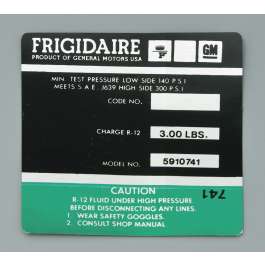 FRIGIDAIRE
PRODUCT OF GENERAL MOTORS USA
GM
MIN. TEST PRESSURE LOW SIDE 140 P.S.I
MEETS S.A.E. J639 HIGH SIDE 300 P.S.I
CODE NO.
CHARGE R-12 3.00 LBS.
MODEL NO. 5910741
741
CAUTION
R-12 FLUID UNDER HIGH PRESSURE.
BEFORE DISCONNECTING ANY LINES.
1. WEAR SAFETY GOGGLES.
2. CONSULT SHOP MANUAL